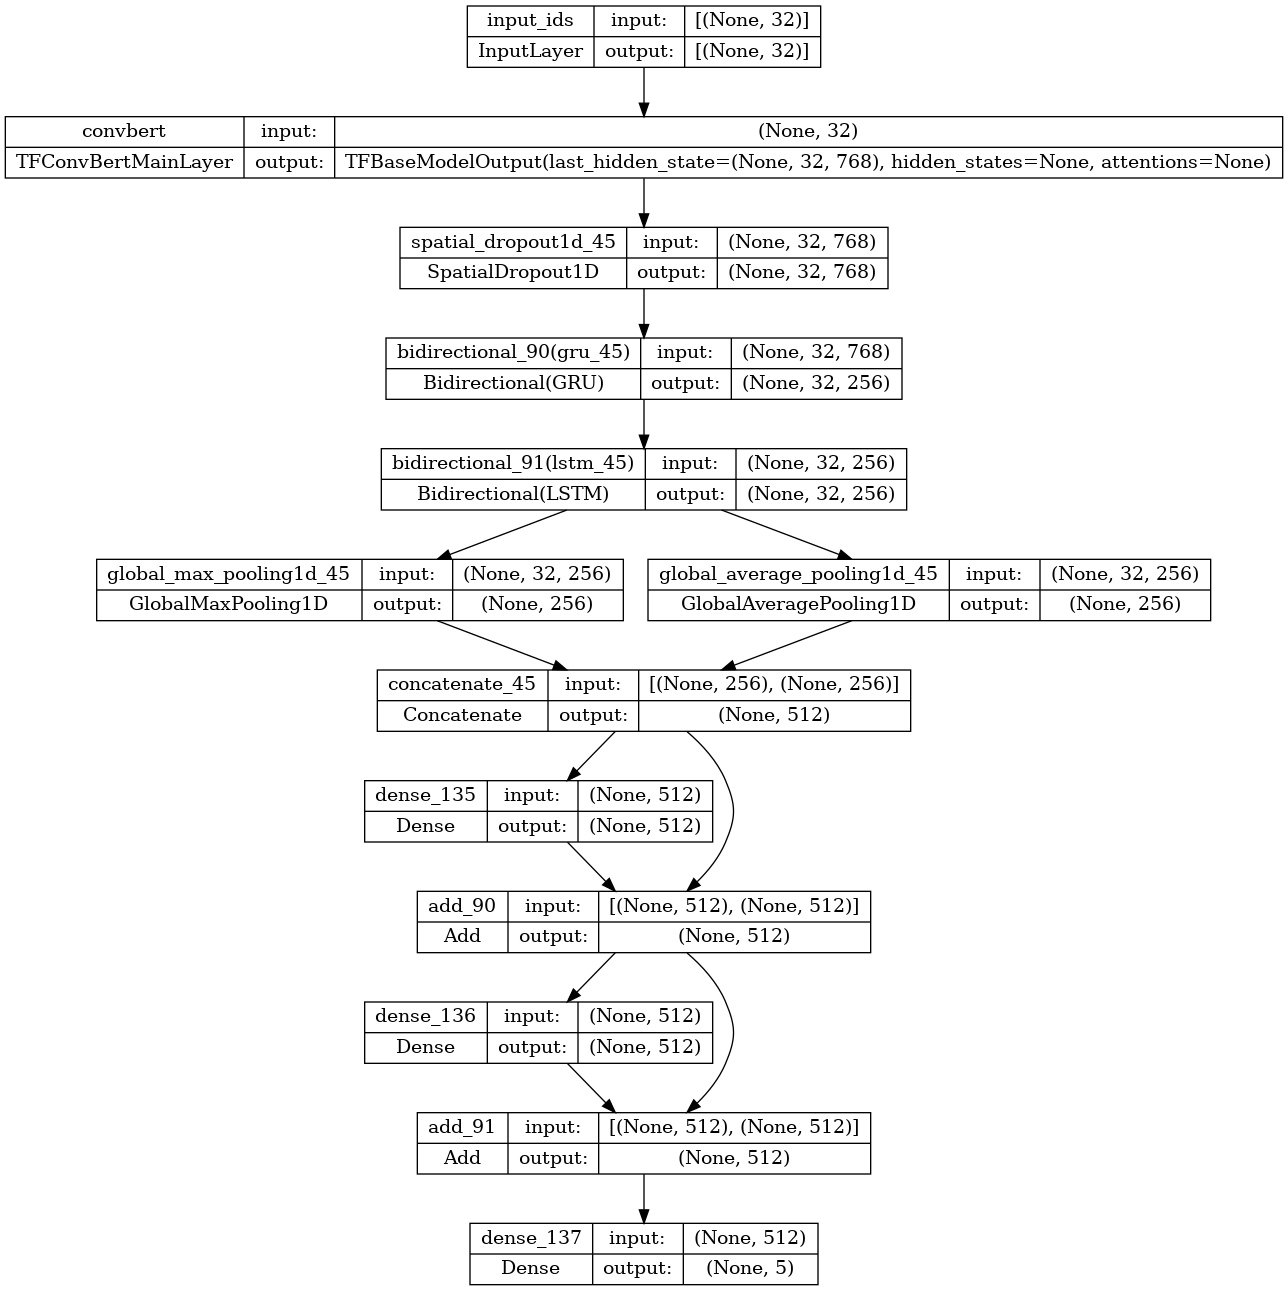 input_ids input: [(None, 32)]
InputLayer output: [(None, 32)]
convbert input: (None, 32)
TFConvBertMainLayer output: TFBaseModelOutput(last_hidden_state=(None, 32, 768), hidden_states=None, attentions=None)
spatial_dropout1d_45 input: (None, 32, 768)
SpatialDropout1D output: (None, 32, 768)
bidirectional_90(gru_45) input: (None, 32, 768)
Bidirectional(GRU) output: (None, 32, 256)
bidirectional_91(lstm_45) input: (None, 32, 256)
Bidirectional(LSTM) output: (None, 32, 256)
global_max_pooling1d_45 input: (None, 32, 256)
GlobalMaxPooling1D output: (None, 256)
global_average_pooling1d_45 input: (None, 32, 256)
GlobalAveragePooling1D output: (None, 256)
concatenate_45 input: [(None, 256), (None, 256)]
Concatenate output: (None, 512)
dense_135 input: (None, 512)
Dense output: (None, 512)
add_90 input: [(None, 512), (None, 512)]
Add output: (None, 512)
dense_136 input: (None, 512)
Dense output: (None, 512)
add_91 input: [(None, 512), (None, 512)]
Add output: (None, 512)
dense_137 input: (None, 512)
Dense output: (None, 5)